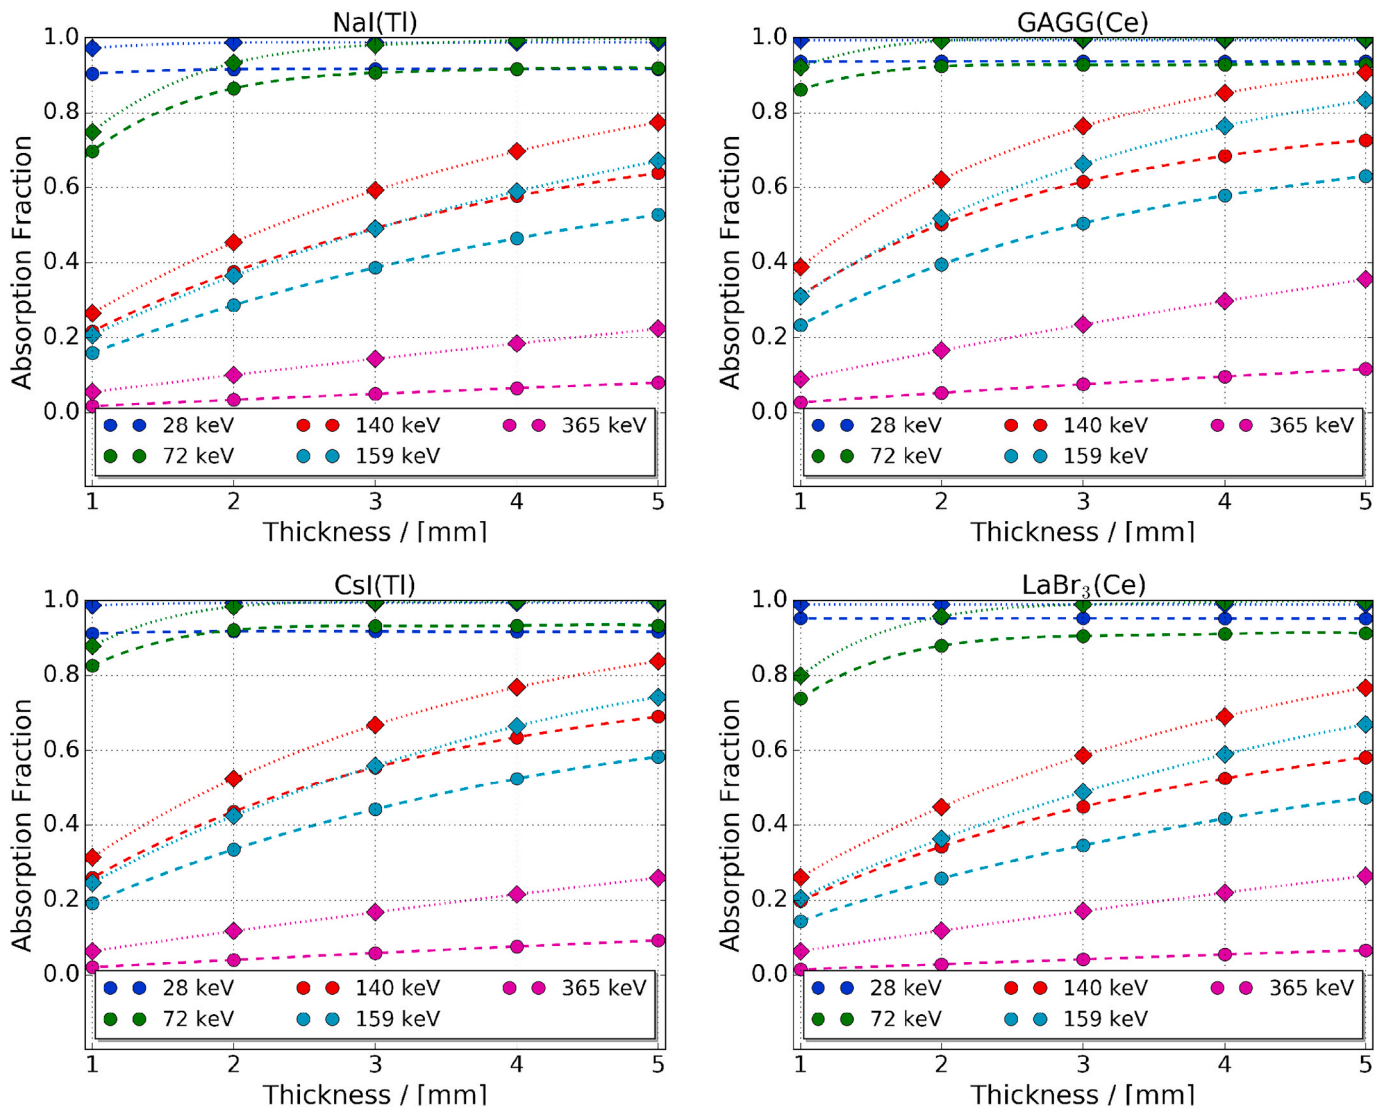 NaI(Tl)
Absorption Fraction
1.0
0.8
0.6
0.4
0.2
0.0
28 keV 140 keV 365 keV
72 keV 159 keV
1 2 3 4 5
Thickness / [mm]
GAGG(Ce)
Absorption Fraction
1.0
0.8
0.6
0.4
0.2
0.0
28 keV 140 keV 365 keV
72 keV 159 keV
1 2 3 4 5
Thickness / [mm]
CsI(Tl)
Absorption Fraction
1.0
0.8
0.6
0.4
0.2
0.0
28 keV 140 keV 365 keV
72 keV 159 keV
1 2 3 4 5
Thickness / [mm]
LaBr₃(Ce)
Absorption Fraction
1.0
0.8
0.6
0.4
0.2
0.0
28 keV 140 keV 365 keV
72 keV 159 keV
1 2 3 4 5
Thickness / [mm]